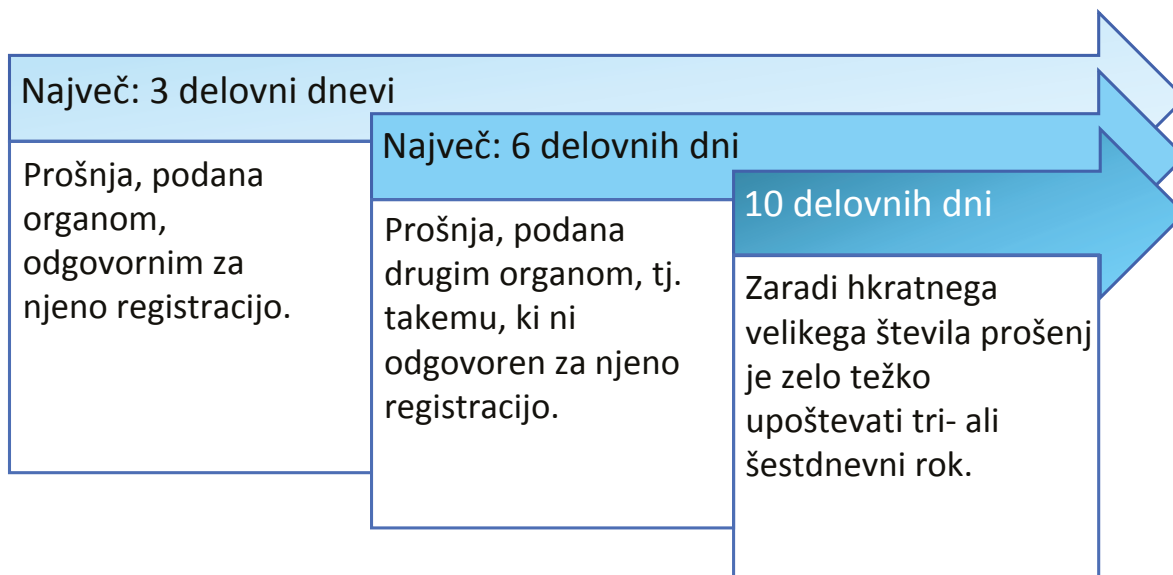 Največ: 3 delovni dnevi
Prošnja, podana
organom,
odgovornim za
njeno registracijo.
Največ: 6 delovnih dni
Prošnja, podana
drugim organom, tj.
takemu, ki ni
odgovoren za njeno
registracijo.
10 delovnih dni
Zaradi hkratnega
velikega števila prošenj
je zelo težko
upoštevati tri- ali
šestdnevni rok.